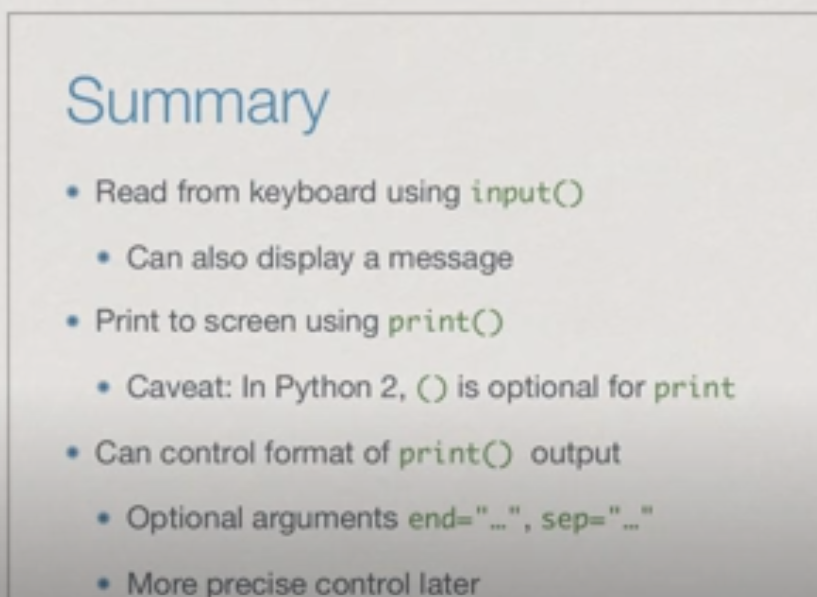 Summary
• Read from keyboard using input()
• Can also display a message
• Print to screen using print()
• Caveat: In Python 2, () is optional for print
• Can control format of print() output
• Optional arguments end="…", sep="…"
• More precise control later